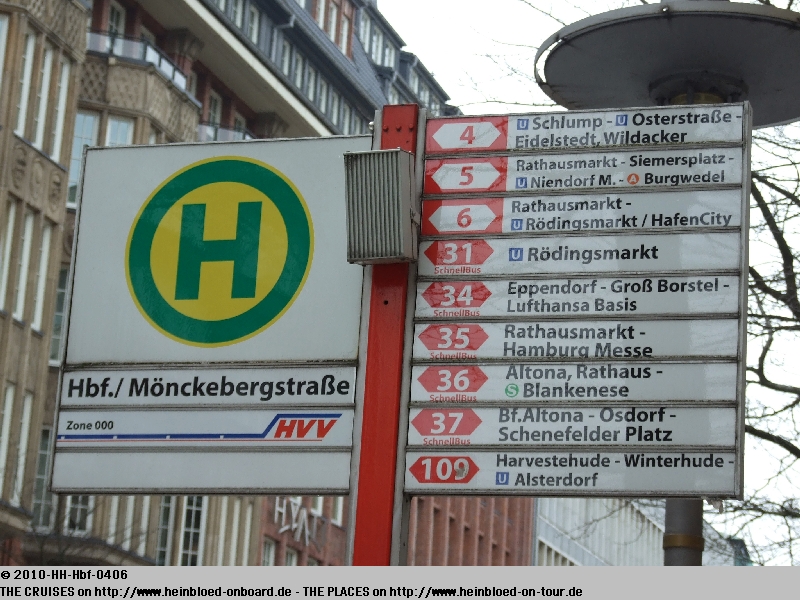 H
Hbf./ Mönckebergstraße
Zone 000
HVV
4 U Schlump - U Osterstraße -
Eidelstedt, Wildacker
5 Rathausmarkt - Siemersplatz -
U Niendorf M. - A Burgwedel
6 Rathausmarkt -
U Rödingsmarkt / HafenCity
31 U Rödingsmarkt
SchnellBus
34 Eppendorf - Groß Borstel -
SchnellBus Lufthansa Basis
35 Rathausmarkt -
SchnellBus Hamburg Messe
36 Altona, Rathaus -
SchnellBus S Blankenese
37 Bf.Altona - Osdorf -
SchnellBus Schenefelder Platz
109 Harvestehude - Winterhude -
U Alsterdorf
© 2010-HH-Hbf-0406
THE CRUISES on http://www.heinbloed-onboard.de - THE PLACES on http://www.heinbloed-on-tour.de